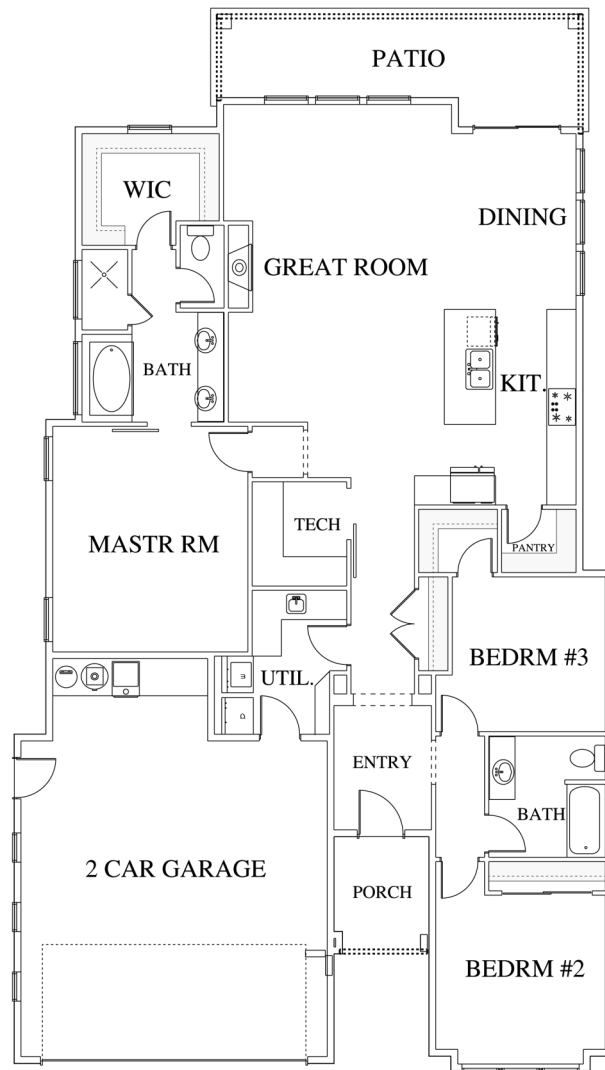 PATIO
WIC
DINING
GREAT ROOM
BATH
KIT.
TECH
MASTR RM
PANTRY
BEDRM #3
UTIL.
W
D
ENTRY
BATH
2 CAR GARAGE
PORCH
BEDRM #2